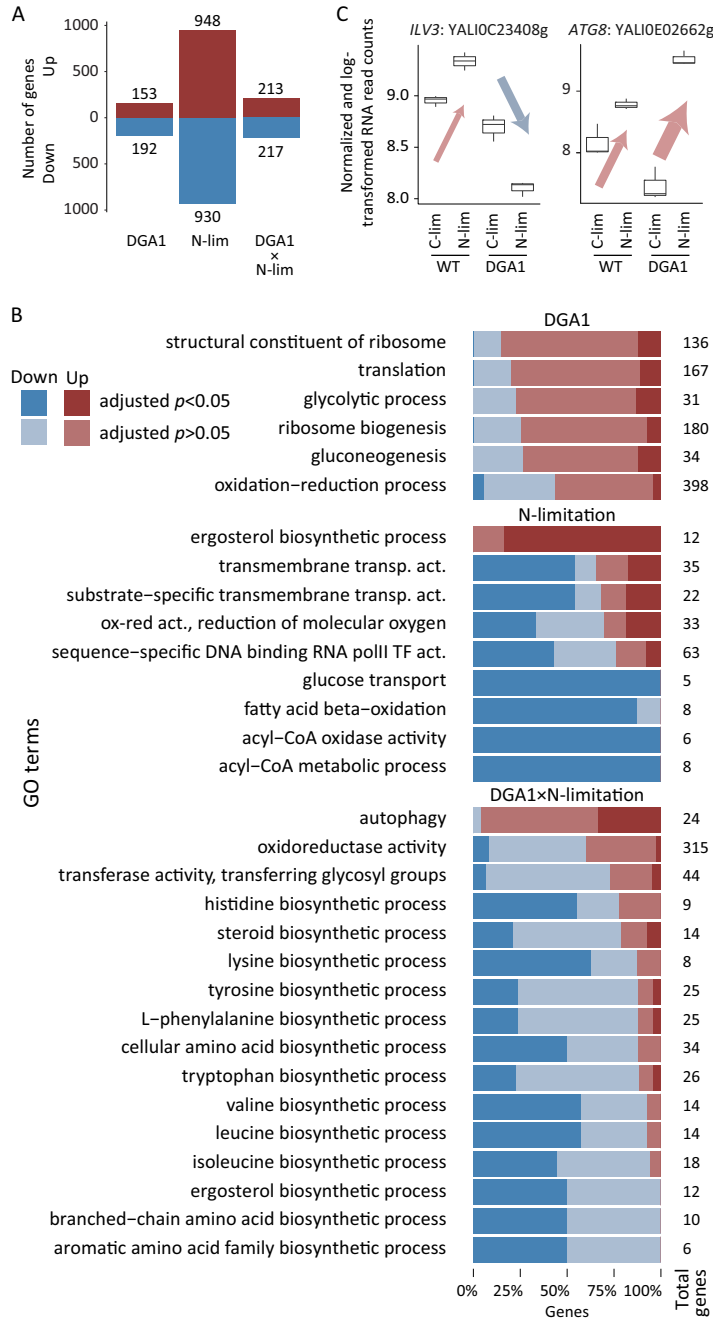 A
Number of genes
Down Up
1000
500
0
500
1000
948
153
213
192
217
930
DGA1
N-lim
DGA1
×
N-lim
C
ILV3: YALI0C23408g
ATG8: YALI0E02662g
Normalized and log-
transformed RNA read counts
9.0
8.5
8.0
9
8
C-lim
N-lim
C-lim
N-lim
WT
DGA1
C-lim
N-lim
C-lim
N-lim
WT
DGA1
B
Down Up
adjusted p<0.05
adjusted p>0.05
GO terms
DGA1
structural constituent of ribosome 136
translation 167
glycolytic process 31
ribosome biogenesis 180
gluconeogenesis 34
oxidation−reduction process 398
N-limitation
ergosterol biosynthetic process 12
transmembrane transp. act. 35
substrate−specific transmembrane transp. act. 22
ox-red act., reduction of molecular oxygen 33
sequence−specific DNA binding RNA polII TF act. 63
glucose transport 5
fatty acid beta−oxidation 8
acyl−CoA oxidase activity 6
acyl−CoA metabolic process 8
DGA1×N-limitation
autophagy 24
oxidoreductase activity 315
transferase activity, transferring glycosyl groups 44
histidine biosynthetic process 9
steroid biosynthetic process 14
lysine biosynthetic process 8
tyrosine biosynthetic process 25
L−phenylalanine biosynthetic process 25
cellular amino acid biosynthetic process 34
tryptophan biosynthetic process 26
valine biosynthetic process 14
leucine biosynthetic process 14
isoleucine biosynthetic process 18
ergosterol biosynthetic process 12
branched−chain amino acid biosynthetic process 10
aromatic amino acid family biosynthetic process 6
0% 25% 50% 75% 100%
Genes
Total
genes